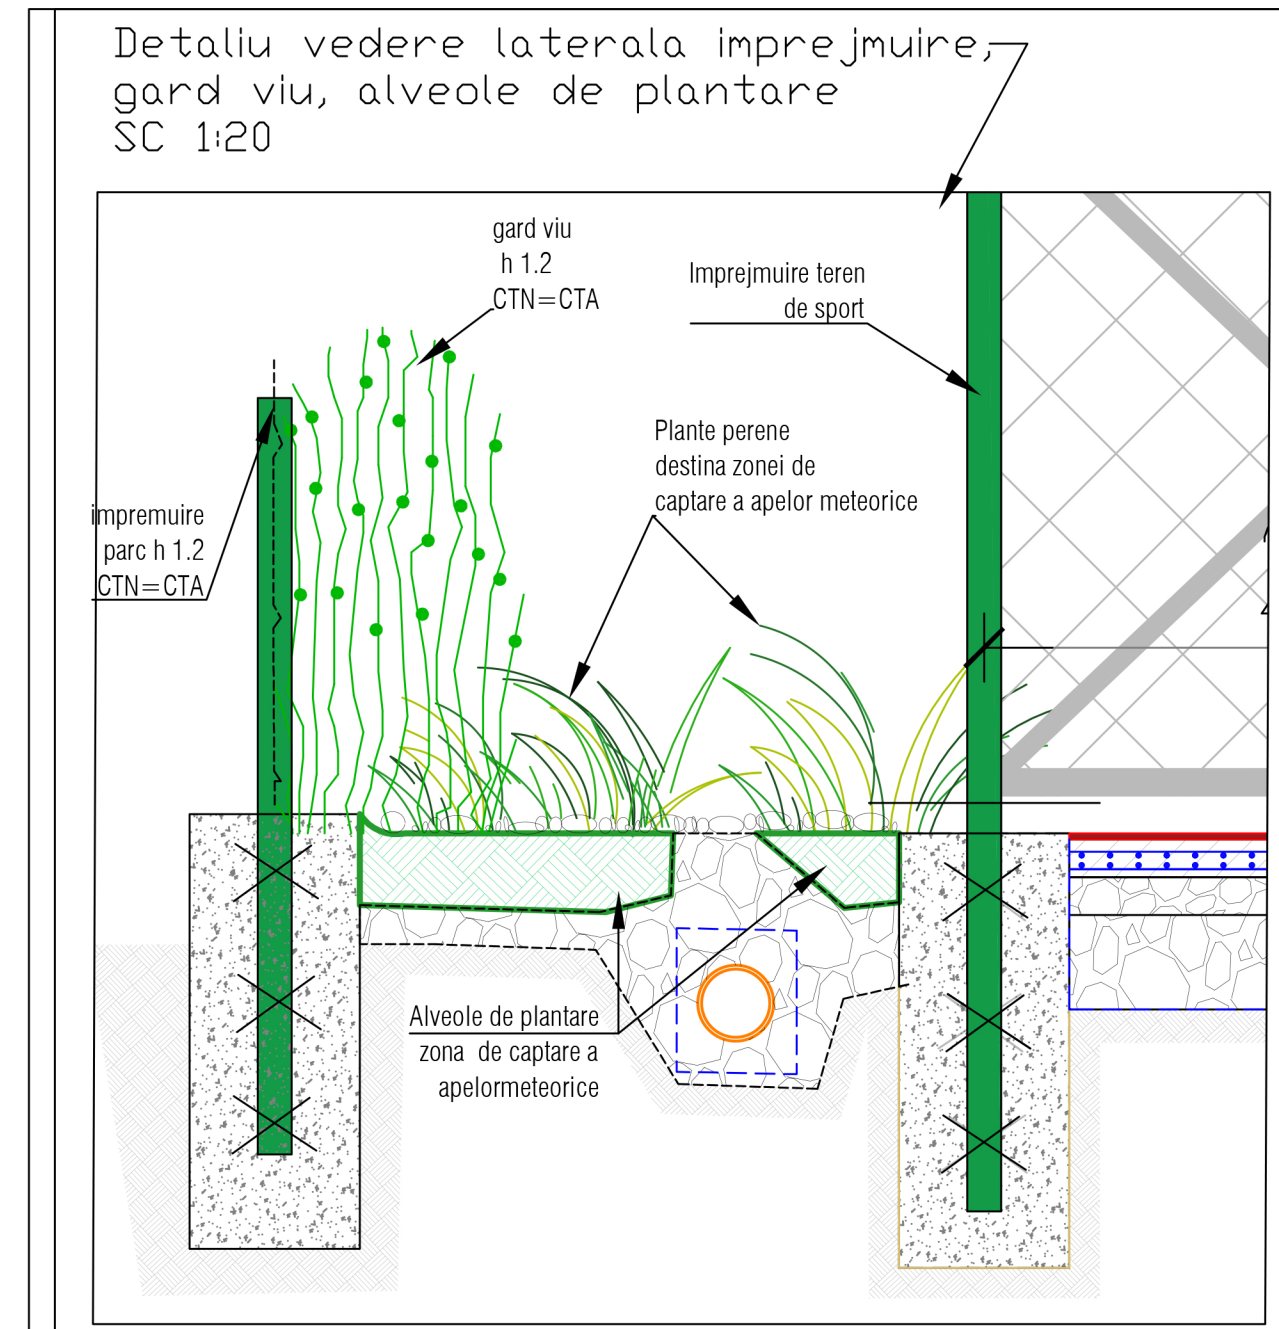 Detaliu vedere laterala imprejmuire,
gard viu, alveole de plantare
SC 1:20
gard viu
h 1.2
CTN=CTA
Imprejmuire teren
de sport
Plante perene
destina zonei de
captare a apelor meteorice
impremuire
parc h 1.2
CTN=CTA
Alveole de plantare
zona de captare a
apelormeteorice